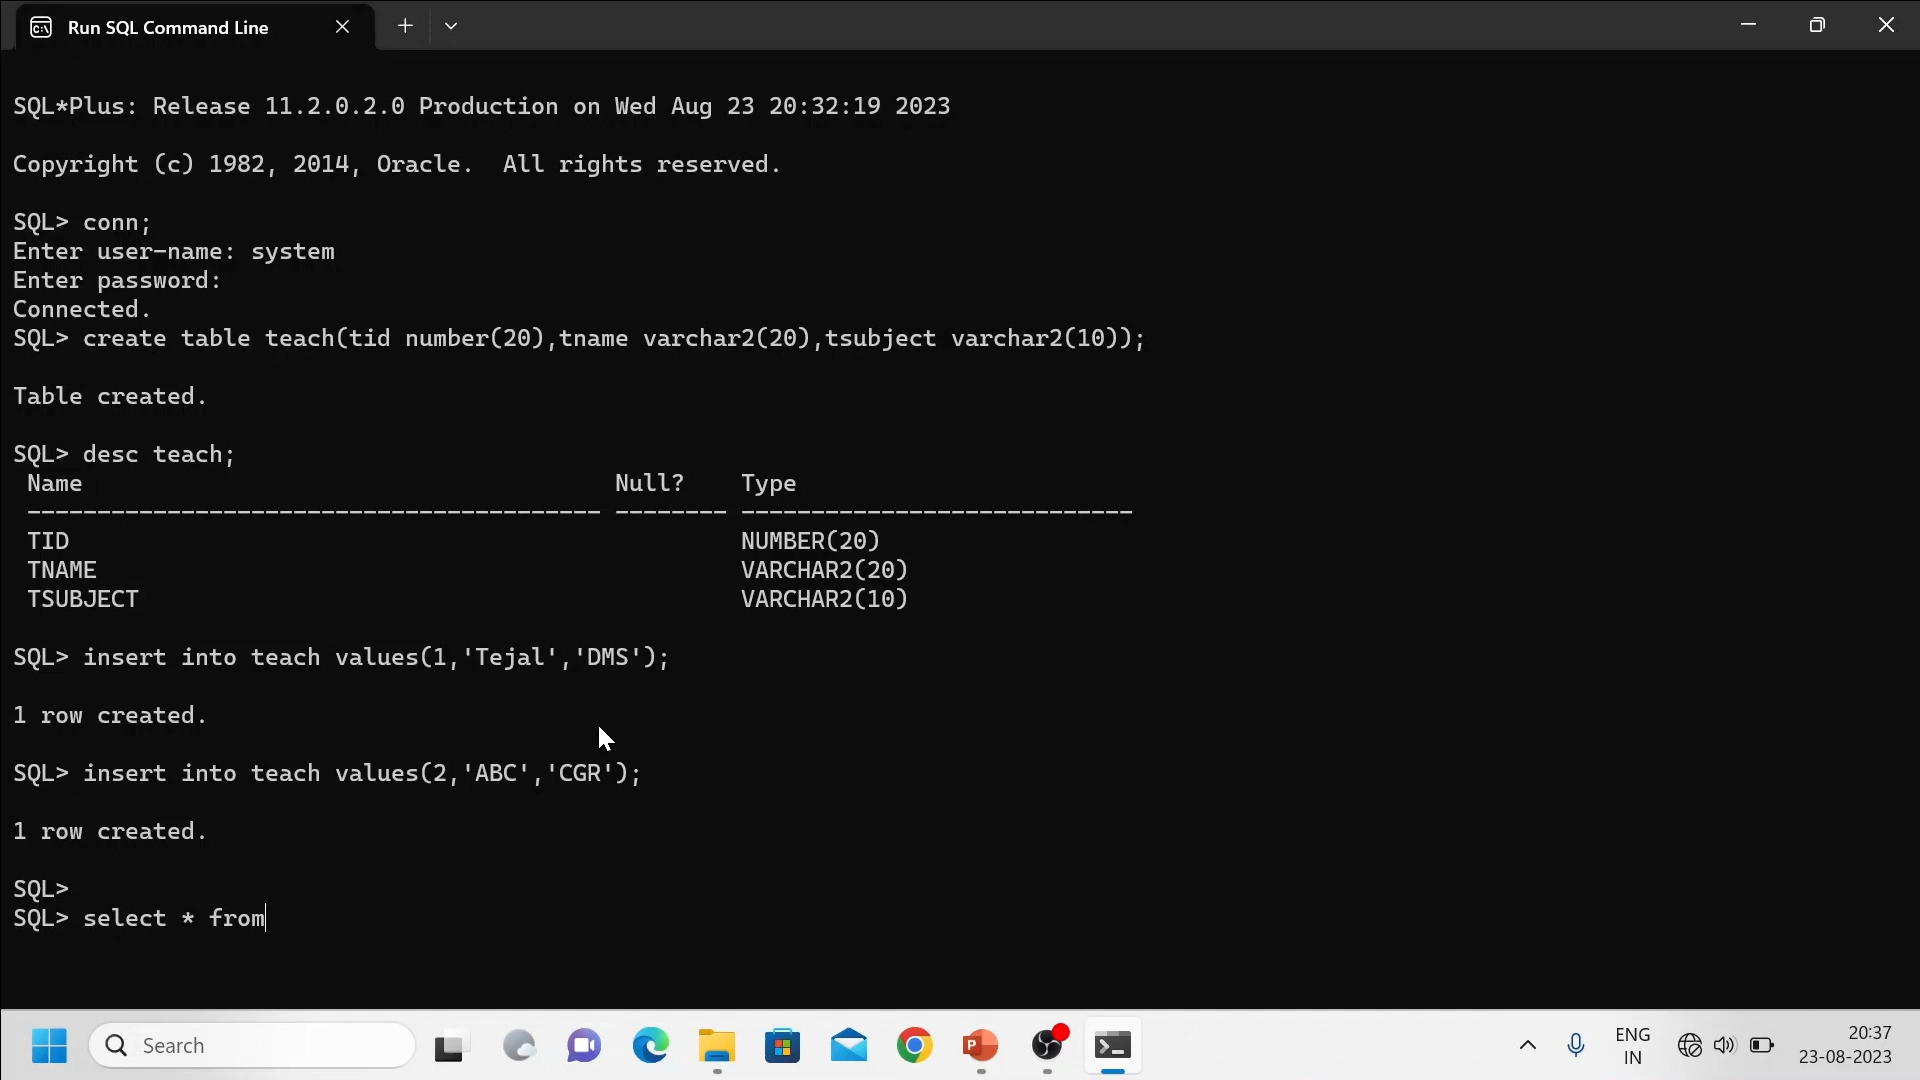 Run SQL Command Line
SQL*Plus: Release 11.2.0.2.0 Production on Wed Aug 23 20:32:19 2023
Copyright (c) 1982, 2014, Oracle.  All rights reserved.
SQL> conn;
Enter user-name: system
Enter password:
Connected.
SQL> create table teach(tid number(20),tname varchar2(20),tsubject varchar2(10));
Table created.
SQL> desc teach;
Name Null? Type
----------------------------------------- -------- ----------------------------
TID NUMBER(20)
TNAME VARCHAR2(20)
TSUBJECT VARCHAR2(10)
SQL> insert into teach values(1,'Tejal','DMS');
1 row created.
SQL> insert into teach values(2,'ABC','CGR');
1 row created.
SQL>
SQL> select * from
Search
ENG
IN
20:37
23-08-2023